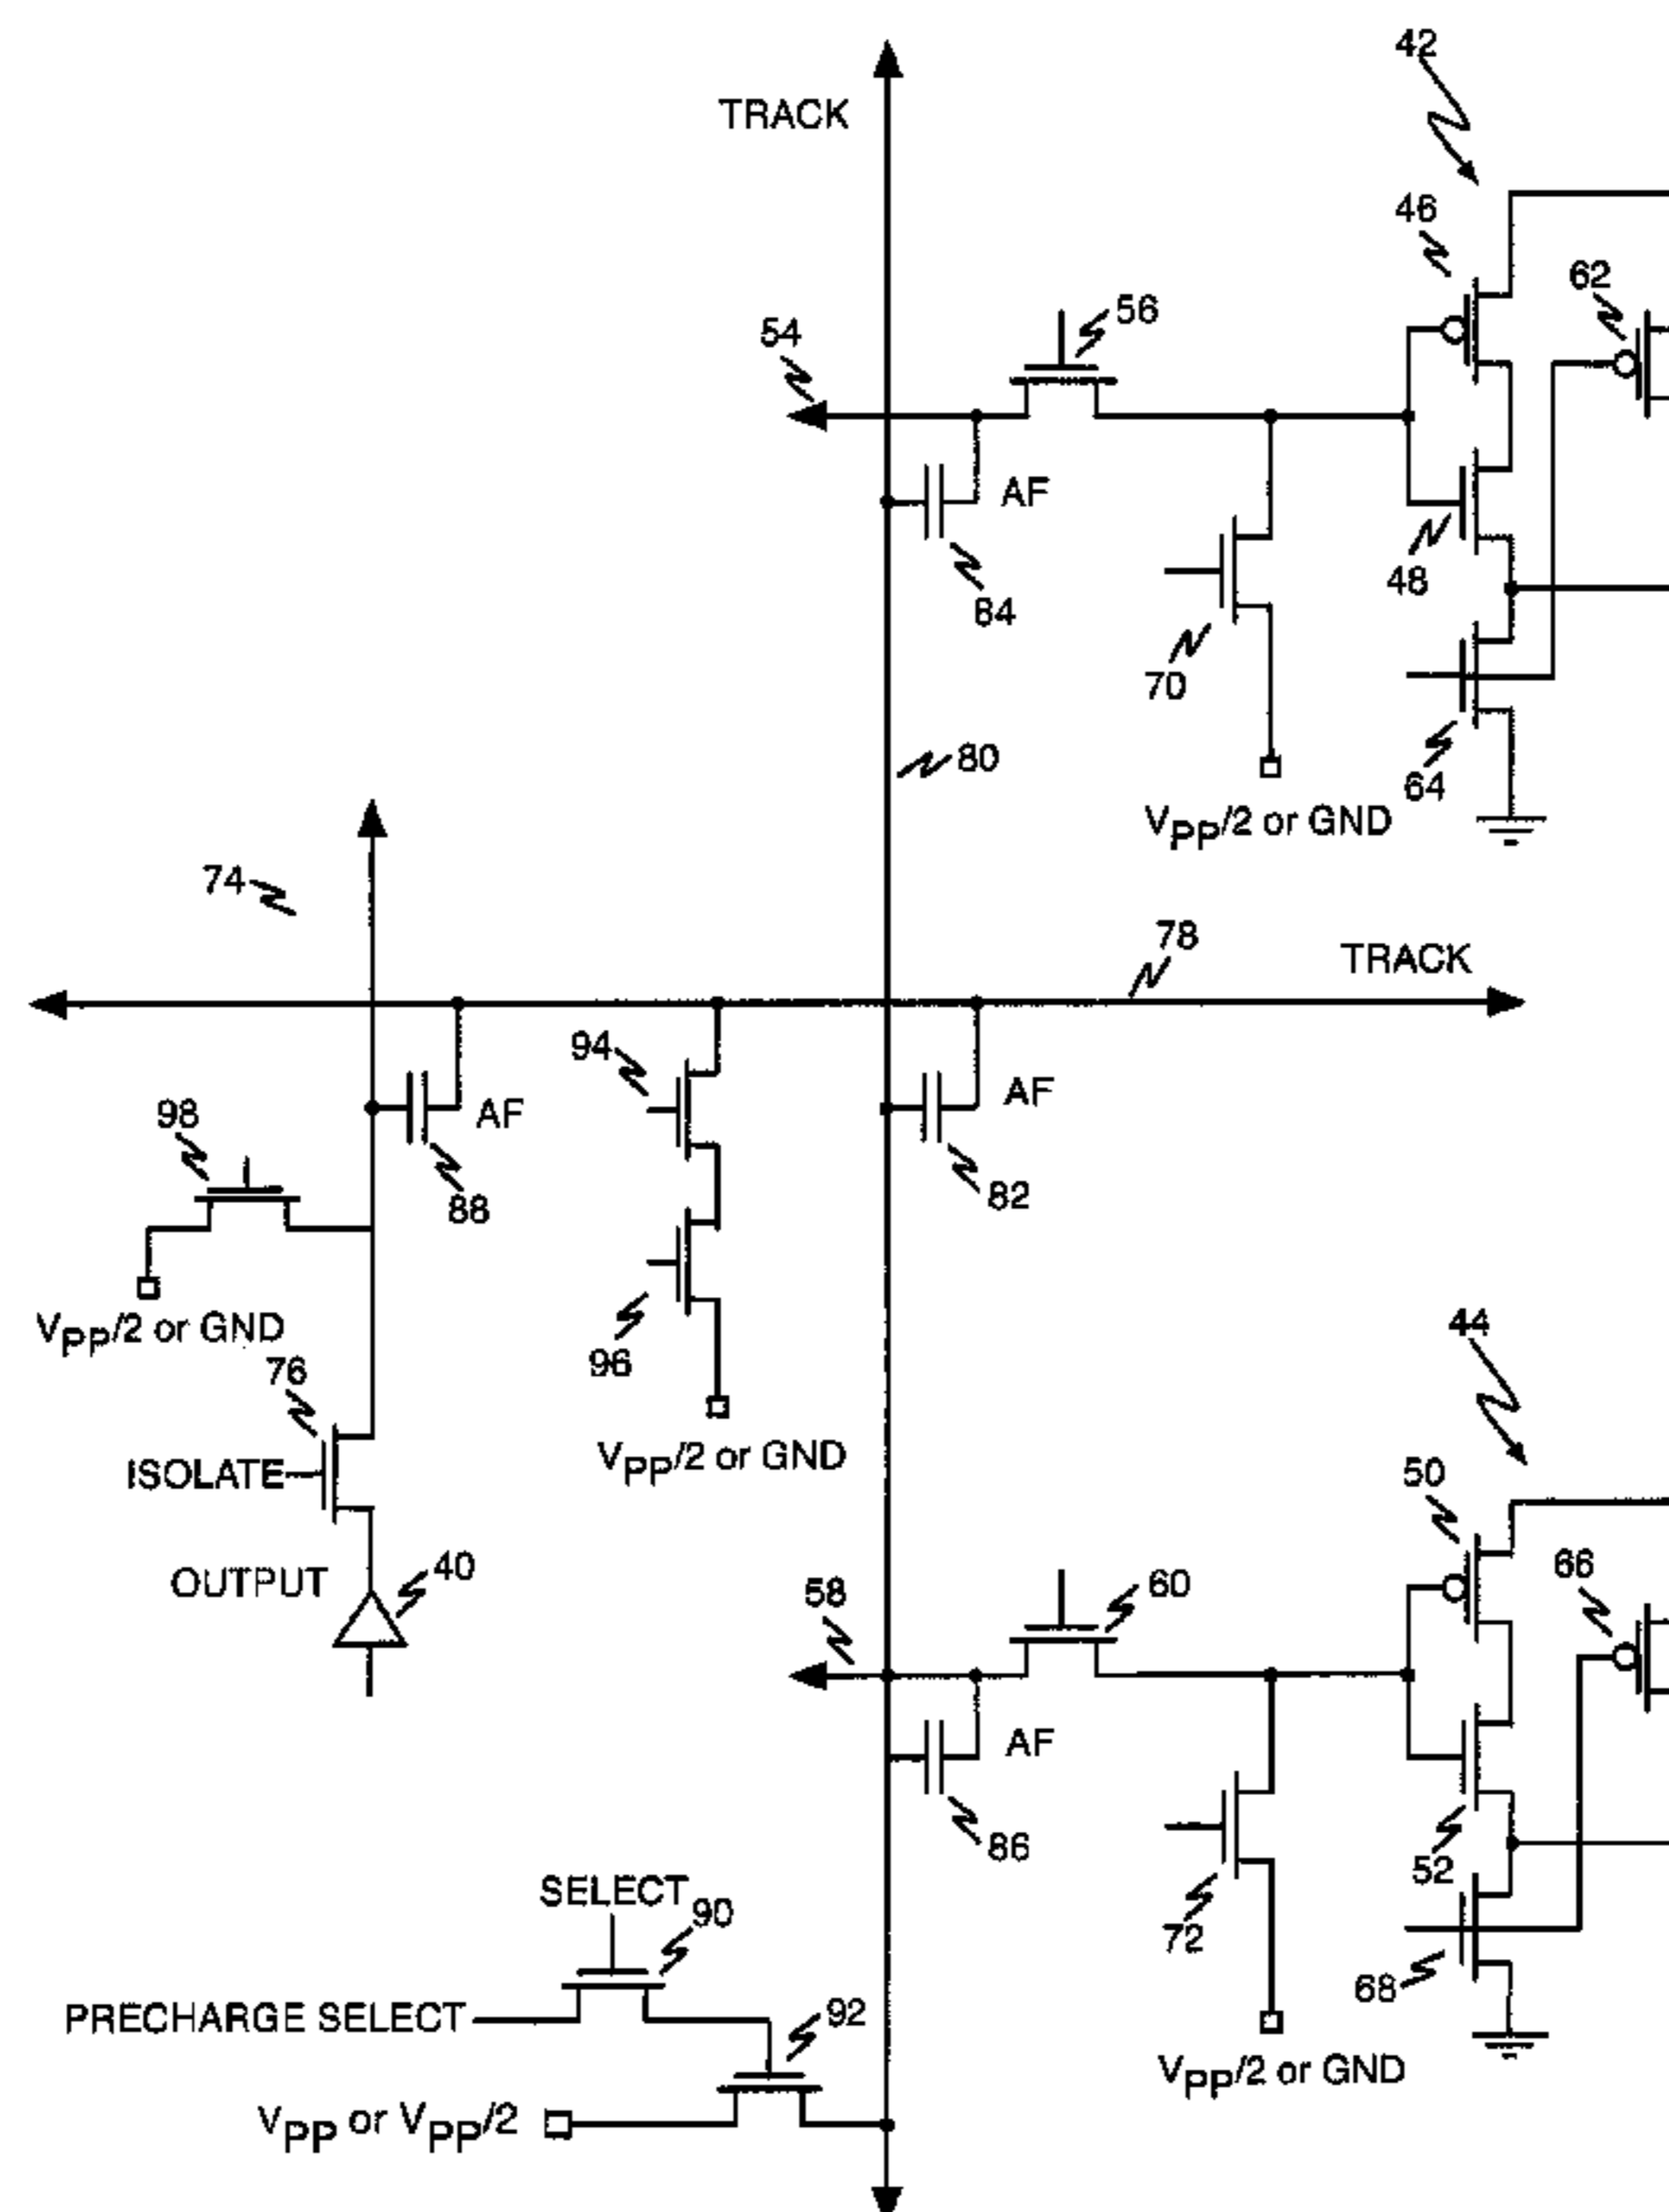 42
TRACK
46
62
56
54
AF
48
84
70
80
64
VPP/2 or GND
74
78
TRACK
94
98
AF
AF
88
82
VPP/2 or GND
76
96
44
VPP/2 or GND
ISOLATE
50
OUTPUT
40
58
60
66
AF
86
52
SELECT
90
72
68
PRECHARGE SELECT
92
VPP/2 or GND
VPP or VPP/2